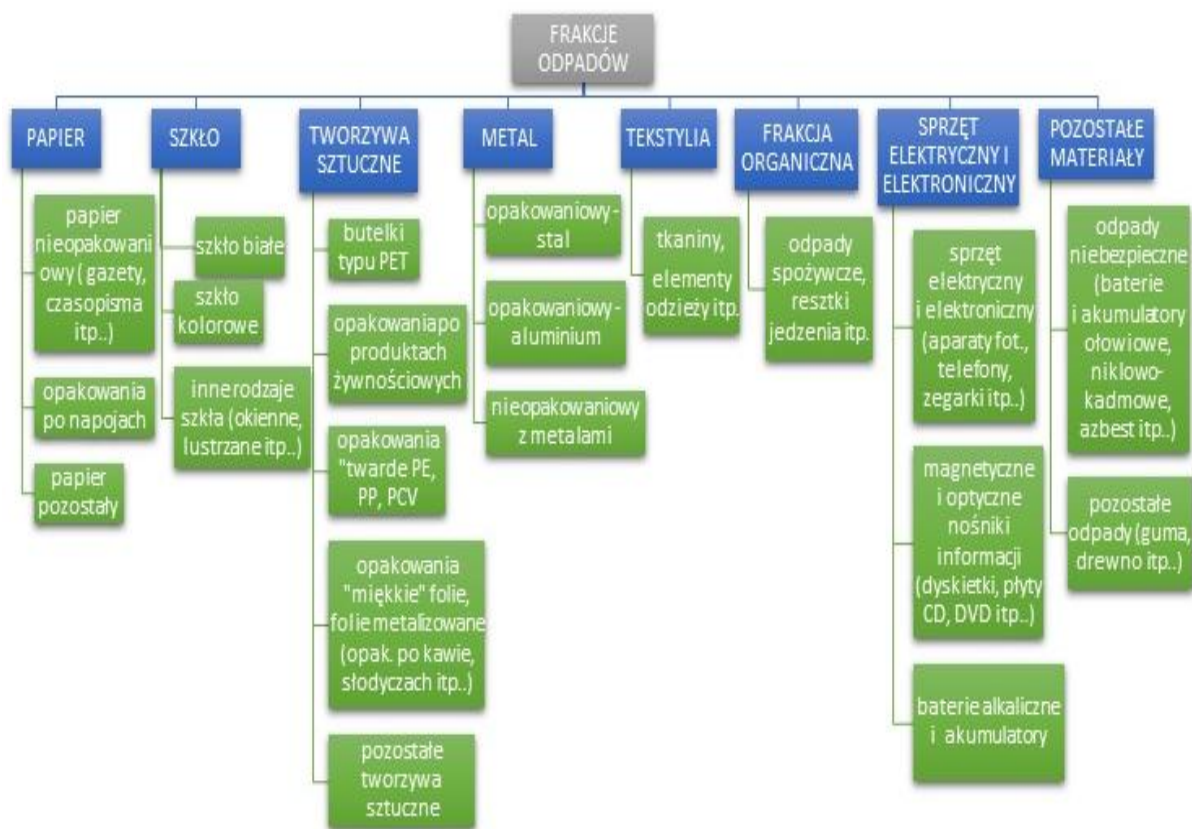 FRAKCJE
ODPADÓW
PAPIER
papier
nieopakowani
owy ( gazety,
czasopisma
itp..)
opakowania
po napojach
papier
pozostały
SZKŁO
szkło białe
szkło
kolorowe
inne rodzaje
szkła (okienne,
lustrzane itp..)
TWORZYWA
SZTUCZNE
butelki
typu PET
opakowania po
produktach
żywnościowych
opakowania
"twarde PE,
PP, PCV
opakowania
"miękkie" folie,
folie metalizowane
(opak. po kawie,
słodyczach itp..)
pozostałe
tworzywa
sztuczne
METAL
opakowaniowy -
stal
opakowaniowy -
aluminium
nieopakowaniowy
z metalami
TEKSTYLIA
tkaniny,
elementy
odzieży itp.
FRAKCJA
ORGANICZNA
odpady
spożywcze,
resztki
jedzenia itp.
SPRZĘT
ELEKTRYCZNY I
ELEKTRONICZNY
sprzęt
elektryczny
i elektroniczny
(aparaty fot.,
telefony,
zegarki itp..)
magnetyczne
i optyczne
nośniki
informacji
(dyskietki, płyty
CD, DVD itp..)
baterie alkaliczne
i akumulatory
POZOSTAŁE
MATERIAŁY
odpady
niebezpieczne
(baterie
i akumulatory
ołowiowe,
niklowo-
kadmowe,
azbest itp..)
pozostałe
odpady (guma,
drewno itp..)